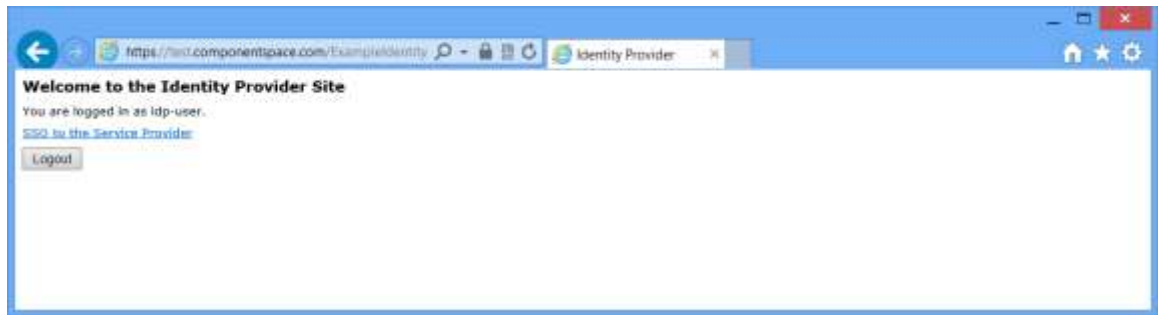 https://test.componentspace.com/ExampleIdentity
Identity Provider
Welcome to the Identity Provider Site
You are logged in as idp-user.
SSO to the Service Provider
Logout